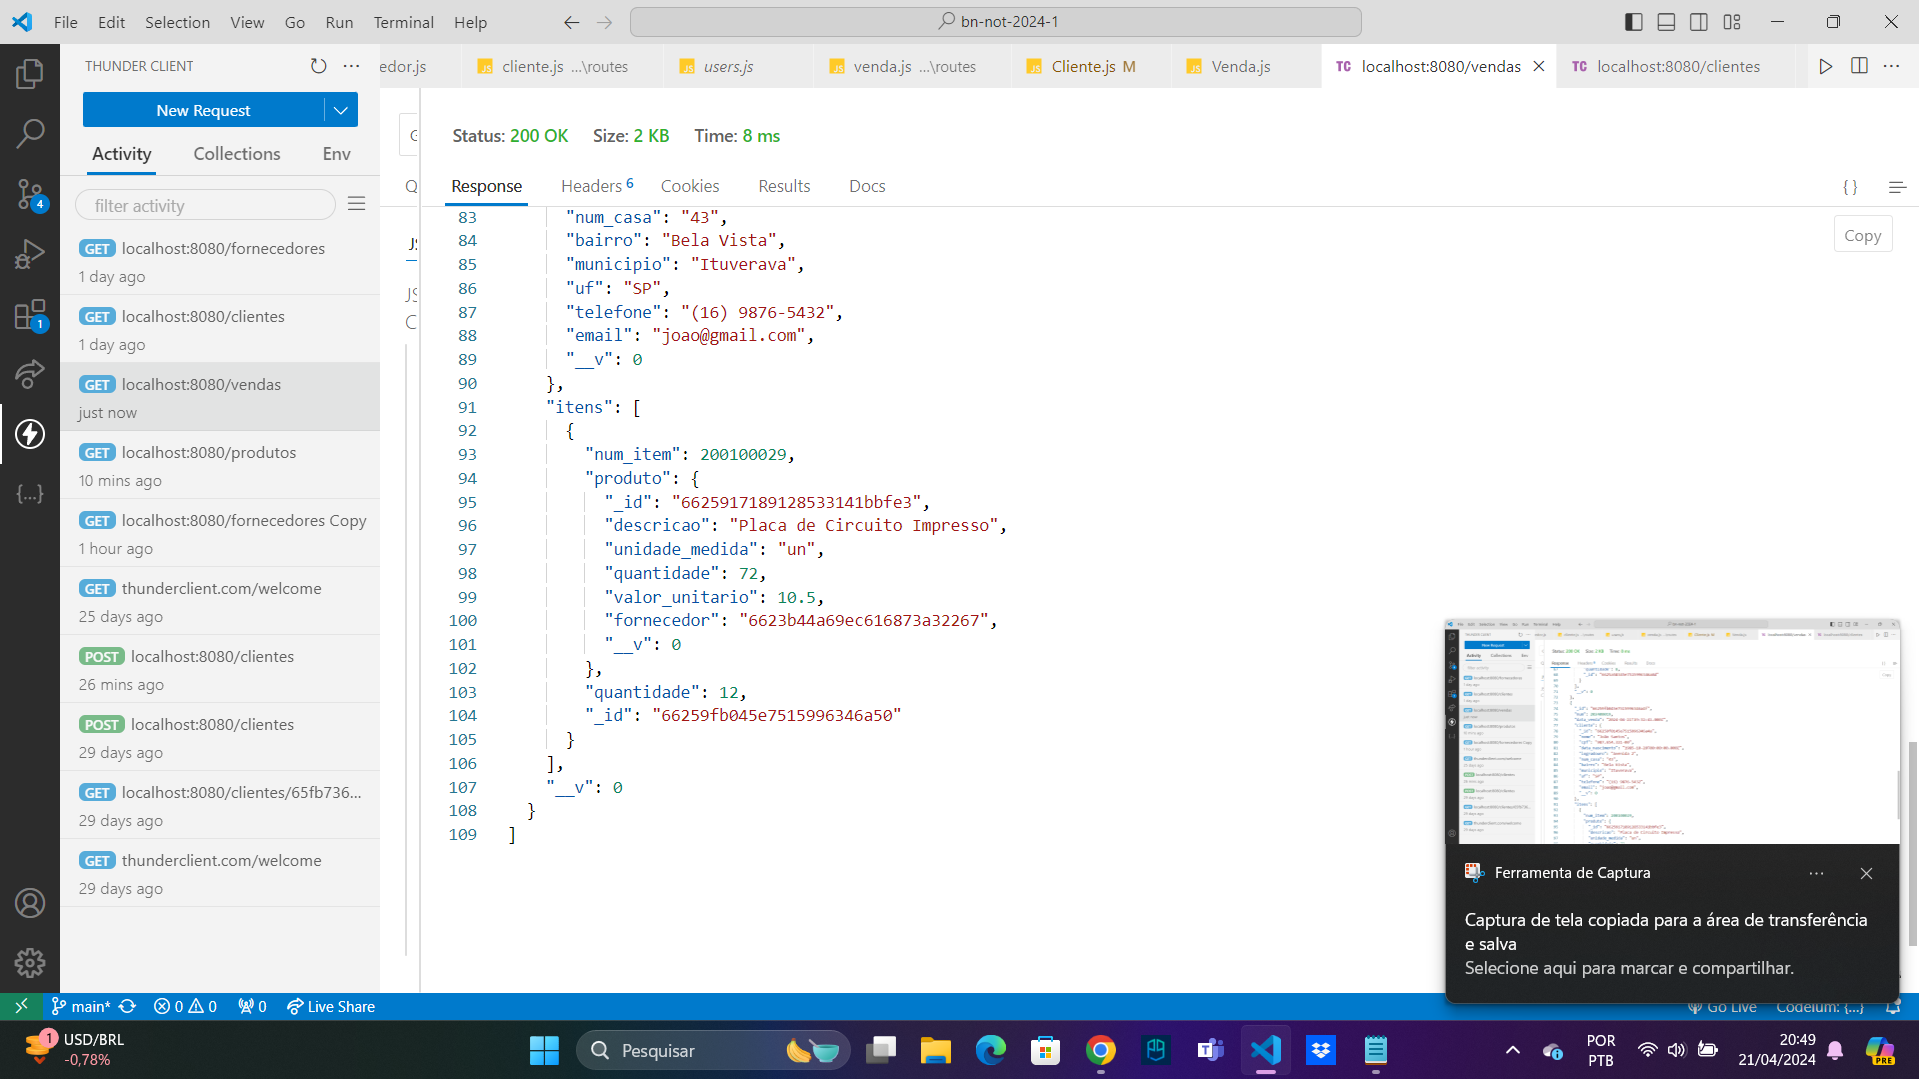 File Edit Selection View Go Run Terminal Help
bn-not-2024-1
THUNDER CLIENT
edor.js
cliente.js ...\routes
users.js
venda.js ...\routes
Cliente.js M
Venda.js
TC localhost:8080/vendas
TC localhost:8080/clientes
New Request
Activity Collections Env
filter activity
GET localhost:8080/fornecedores
1 day ago
GET localhost:8080/clientes
1 day ago
GET localhost:8080/vendas
just now
GET localhost:8080/produtos
10 mins ago
GET localhost:8080/fornecedores Copy
1 hour ago
GET thunderclient.com/welcome
25 days ago
POST localhost:8080/clientes
26 mins ago
POST localhost:8080/clientes
29 days ago
GET localhost:8080/clientes/65fb736...
29 days ago
GET thunderclient.com/welcome
29 days ago
4
1
Status: 200 OK Size: 2 KB Time: 8 ms
Response Headers 6 Cookies Results Docs
{ }
Copy
83 "num_casa": "43",
84 "bairro": "Bela Vista",
85 "municipio": "Ituverava",
86 "uf": "SP",
87 "telefone": "(16) 9876-5432",
88 "email": "joao@gmail.com",
89 "__v": 0
90 },
91 "itens": [
92 {
93 "num_item": 200100029,
94 "produto": {
95 "_id": "6625917189128533141bbfe3",
96 "descricao": "Placa de Circuito Impresso",
97 "unidade_medida": "un",
98 "quantidade": 72,
99 "valor_unitario": 10.5,
100 "fornecedor": "6623b44a69ec616873a32267",
101 "__v": 0
102 },
103 "quantidade": 12,
104 "_id": "66259fb045e7515996346a50"
105 }
106 ],
107 "__v": 0
108 }
109 ]
Ferramenta de Captura
Captura de tela copiada para a área de transferência
e salva
Selecione aqui para marcar e compartilhar.
main* 0 0 0 Live Share
Go Live Codeium: {...}
1
USD/BRL
-0,78%
Pesquisar
POR
PTB
20:49
21/04/2024
PRE